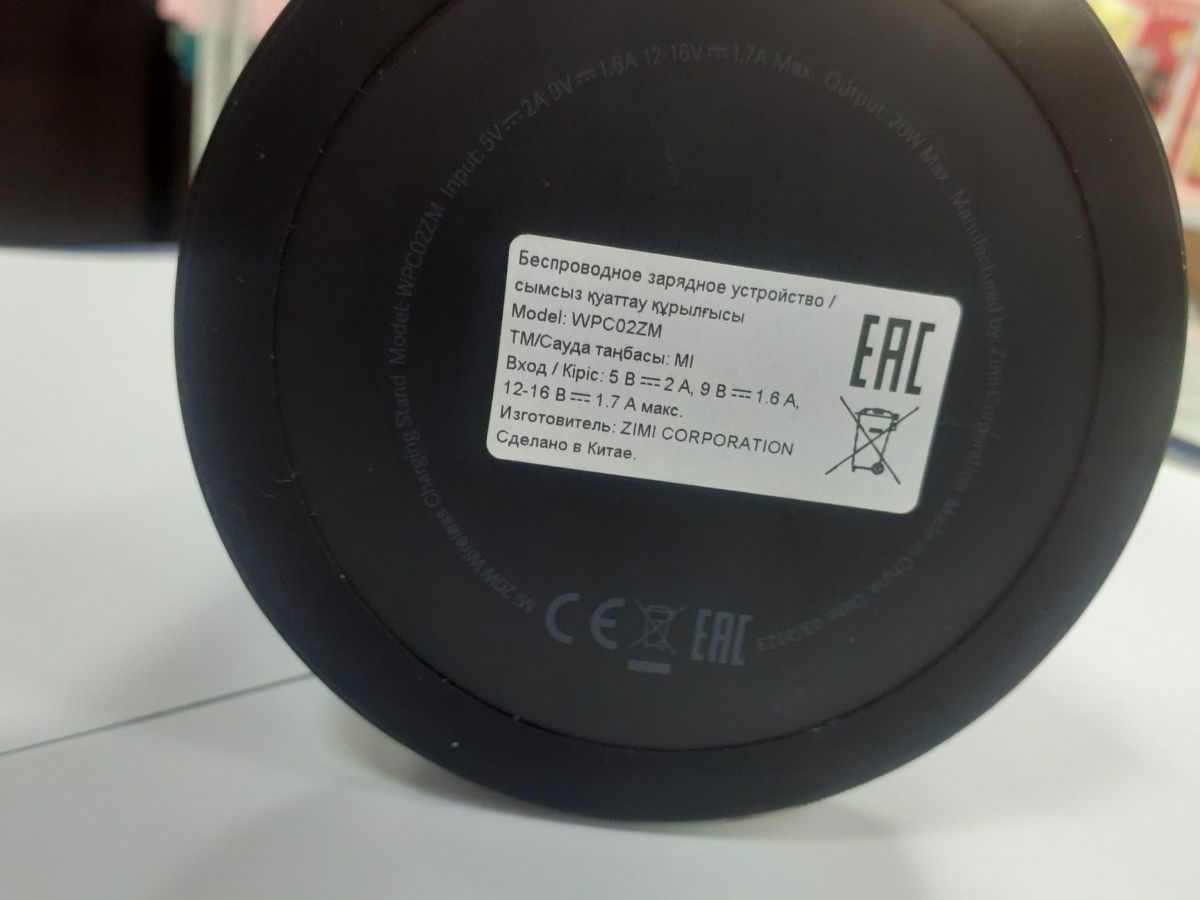 Mi 20W Wireless Charging Stand Model: WPC02ZM Input: 5V⎓2A 9V⎓1.6A 12-16V⎓1.7A Max. Output: 20W Max. Manufactured by: Zimi Corporation Made in China
Беспроводное зарядное устройство /
сымсыз қуаттау құрылғысы
Model: WPC02ZM
ТМ/Сауда таңбасы: MI
Вход / Кіріс: 5 В⎓2 А, 9 В⎓1.6 А,
12-16 В⎓1.7 А макс.
Изготовитель: ZIMI CORPORATION
Сделано в Китае.
EAC
CE EAC